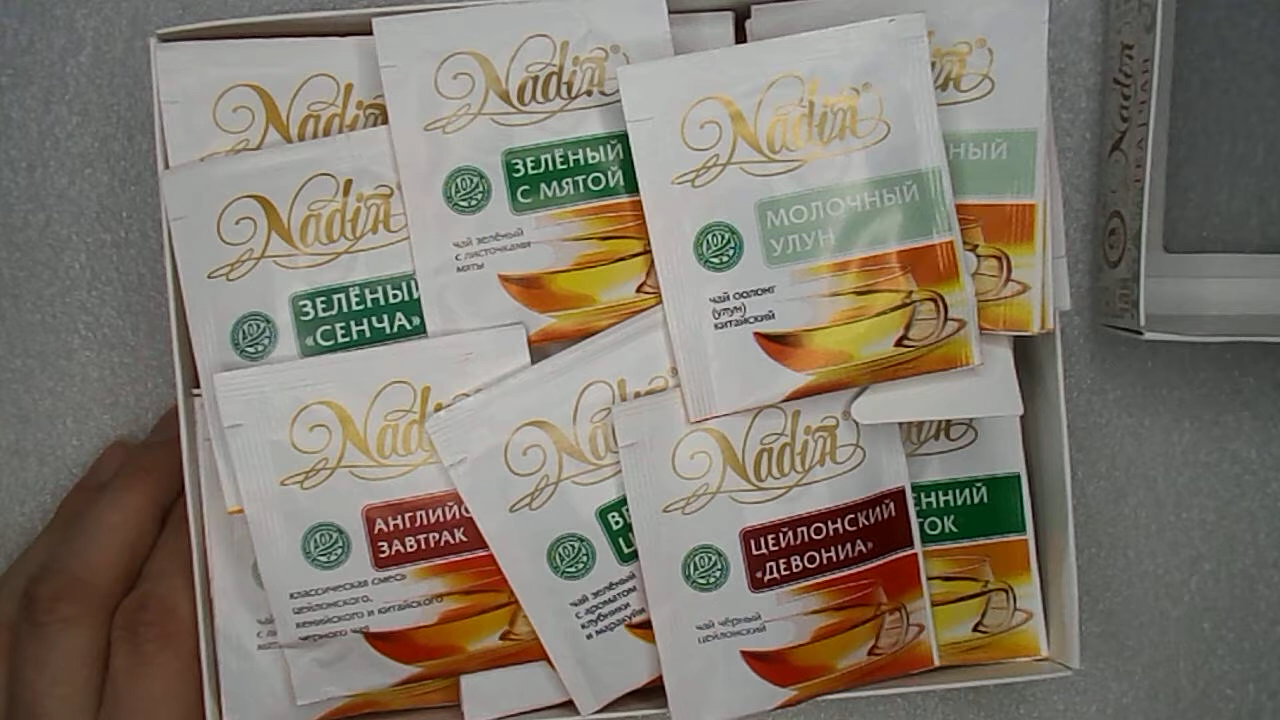 Nadin
Nadin
ЗЕЛЁНЫЙ
С МЯТОЙ
чай зелёный
с листочками
мяты
Nadin
МОЛОЧНЫЙ
УЛУН
чай оолонг
(улун)
китайский
НЫЙ
Nadin
Nadin
ЗЕЛЁНЫЙ
«СЕНЧА»
Nadin
АНГЛИЙС
ЗАВТРАК
классическая смесь
цейлонского,
кенийского и китайского
чёрного чая
чай зелёный
с ароматом
клубники
и маракуйи
Nadin
ЦЕЙЛОНСКИЙ
«ДЕВОНИА»
чай чёрный
цейлонский
ЕННИЙ
ТОК